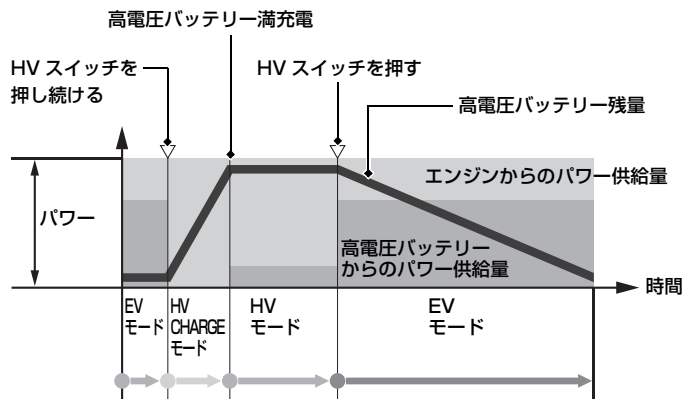 高電圧バッテリー満充電
HV スイッチを
押し続ける
HV スイッチを押す
高電圧バッテリー残量
エンジンからのパワー供給量
パワー
高電圧バッテリー
からのパワー供給量
時間
EV
モード
HV
CHARGE
モード
HV
モード
EV
モード